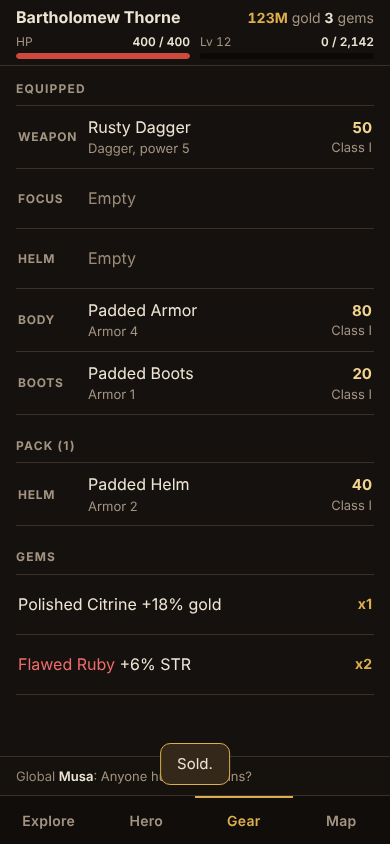 Bartholomew Thorne 123M gold 3 gems
HP 400 / 400 Lv 12 0 / 2,142
EQUIPPED
WEAPON Rusty Dagger 50
Dagger, power 5 Class I
FOCUS Empty
HELM Empty
BODY Padded Armor 80
Armor 4 Class I
BOOTS Padded Boots 20
Armor 1 Class I
PACK (1)
HELM Padded Helm 40
Armor 2 Class I
GEMS
Polished Citrine +18% gold x1
Flawed Ruby +6% STR x2
Sold.
Global Musa: Anyone
Explore Hero Gear Map